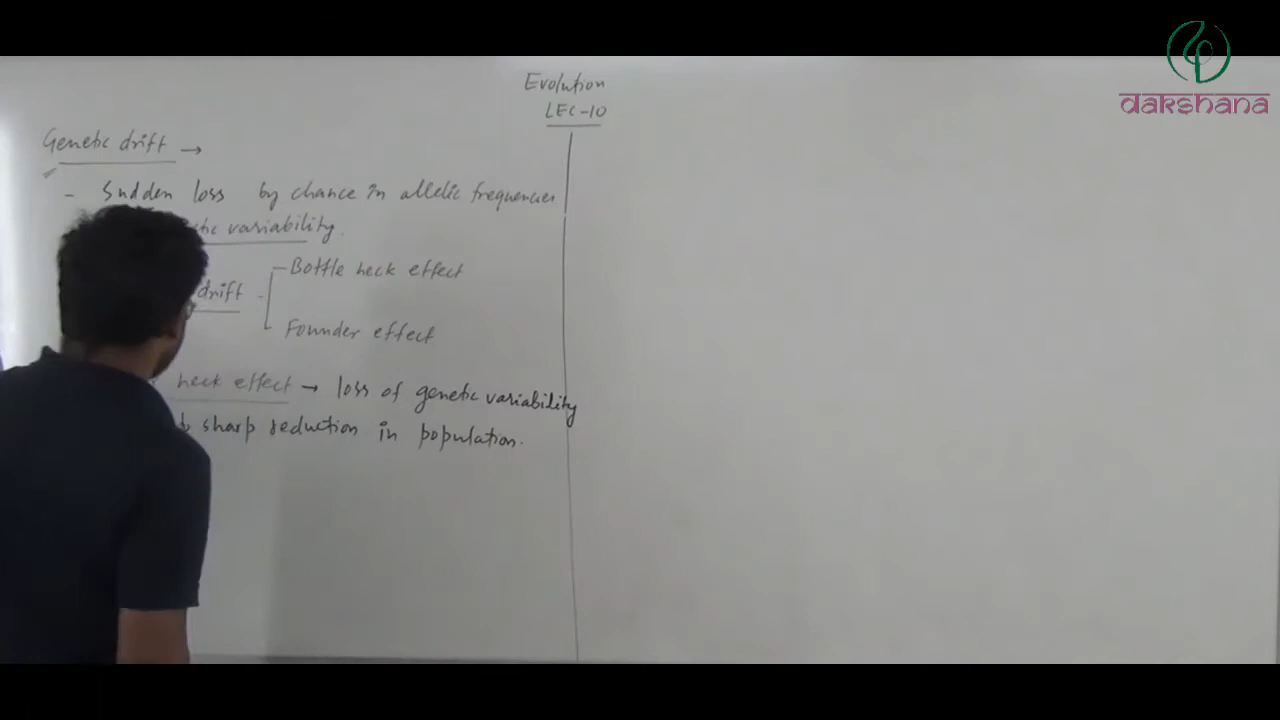 Evolution
LEC-10
Genetic drift →
- Sudden loss by chance in allelic frequencies
variability.
drift
Bottle neck effect
Founder effect
neck effect → loss of genetic variability
sharp reduction in population.
dakshana